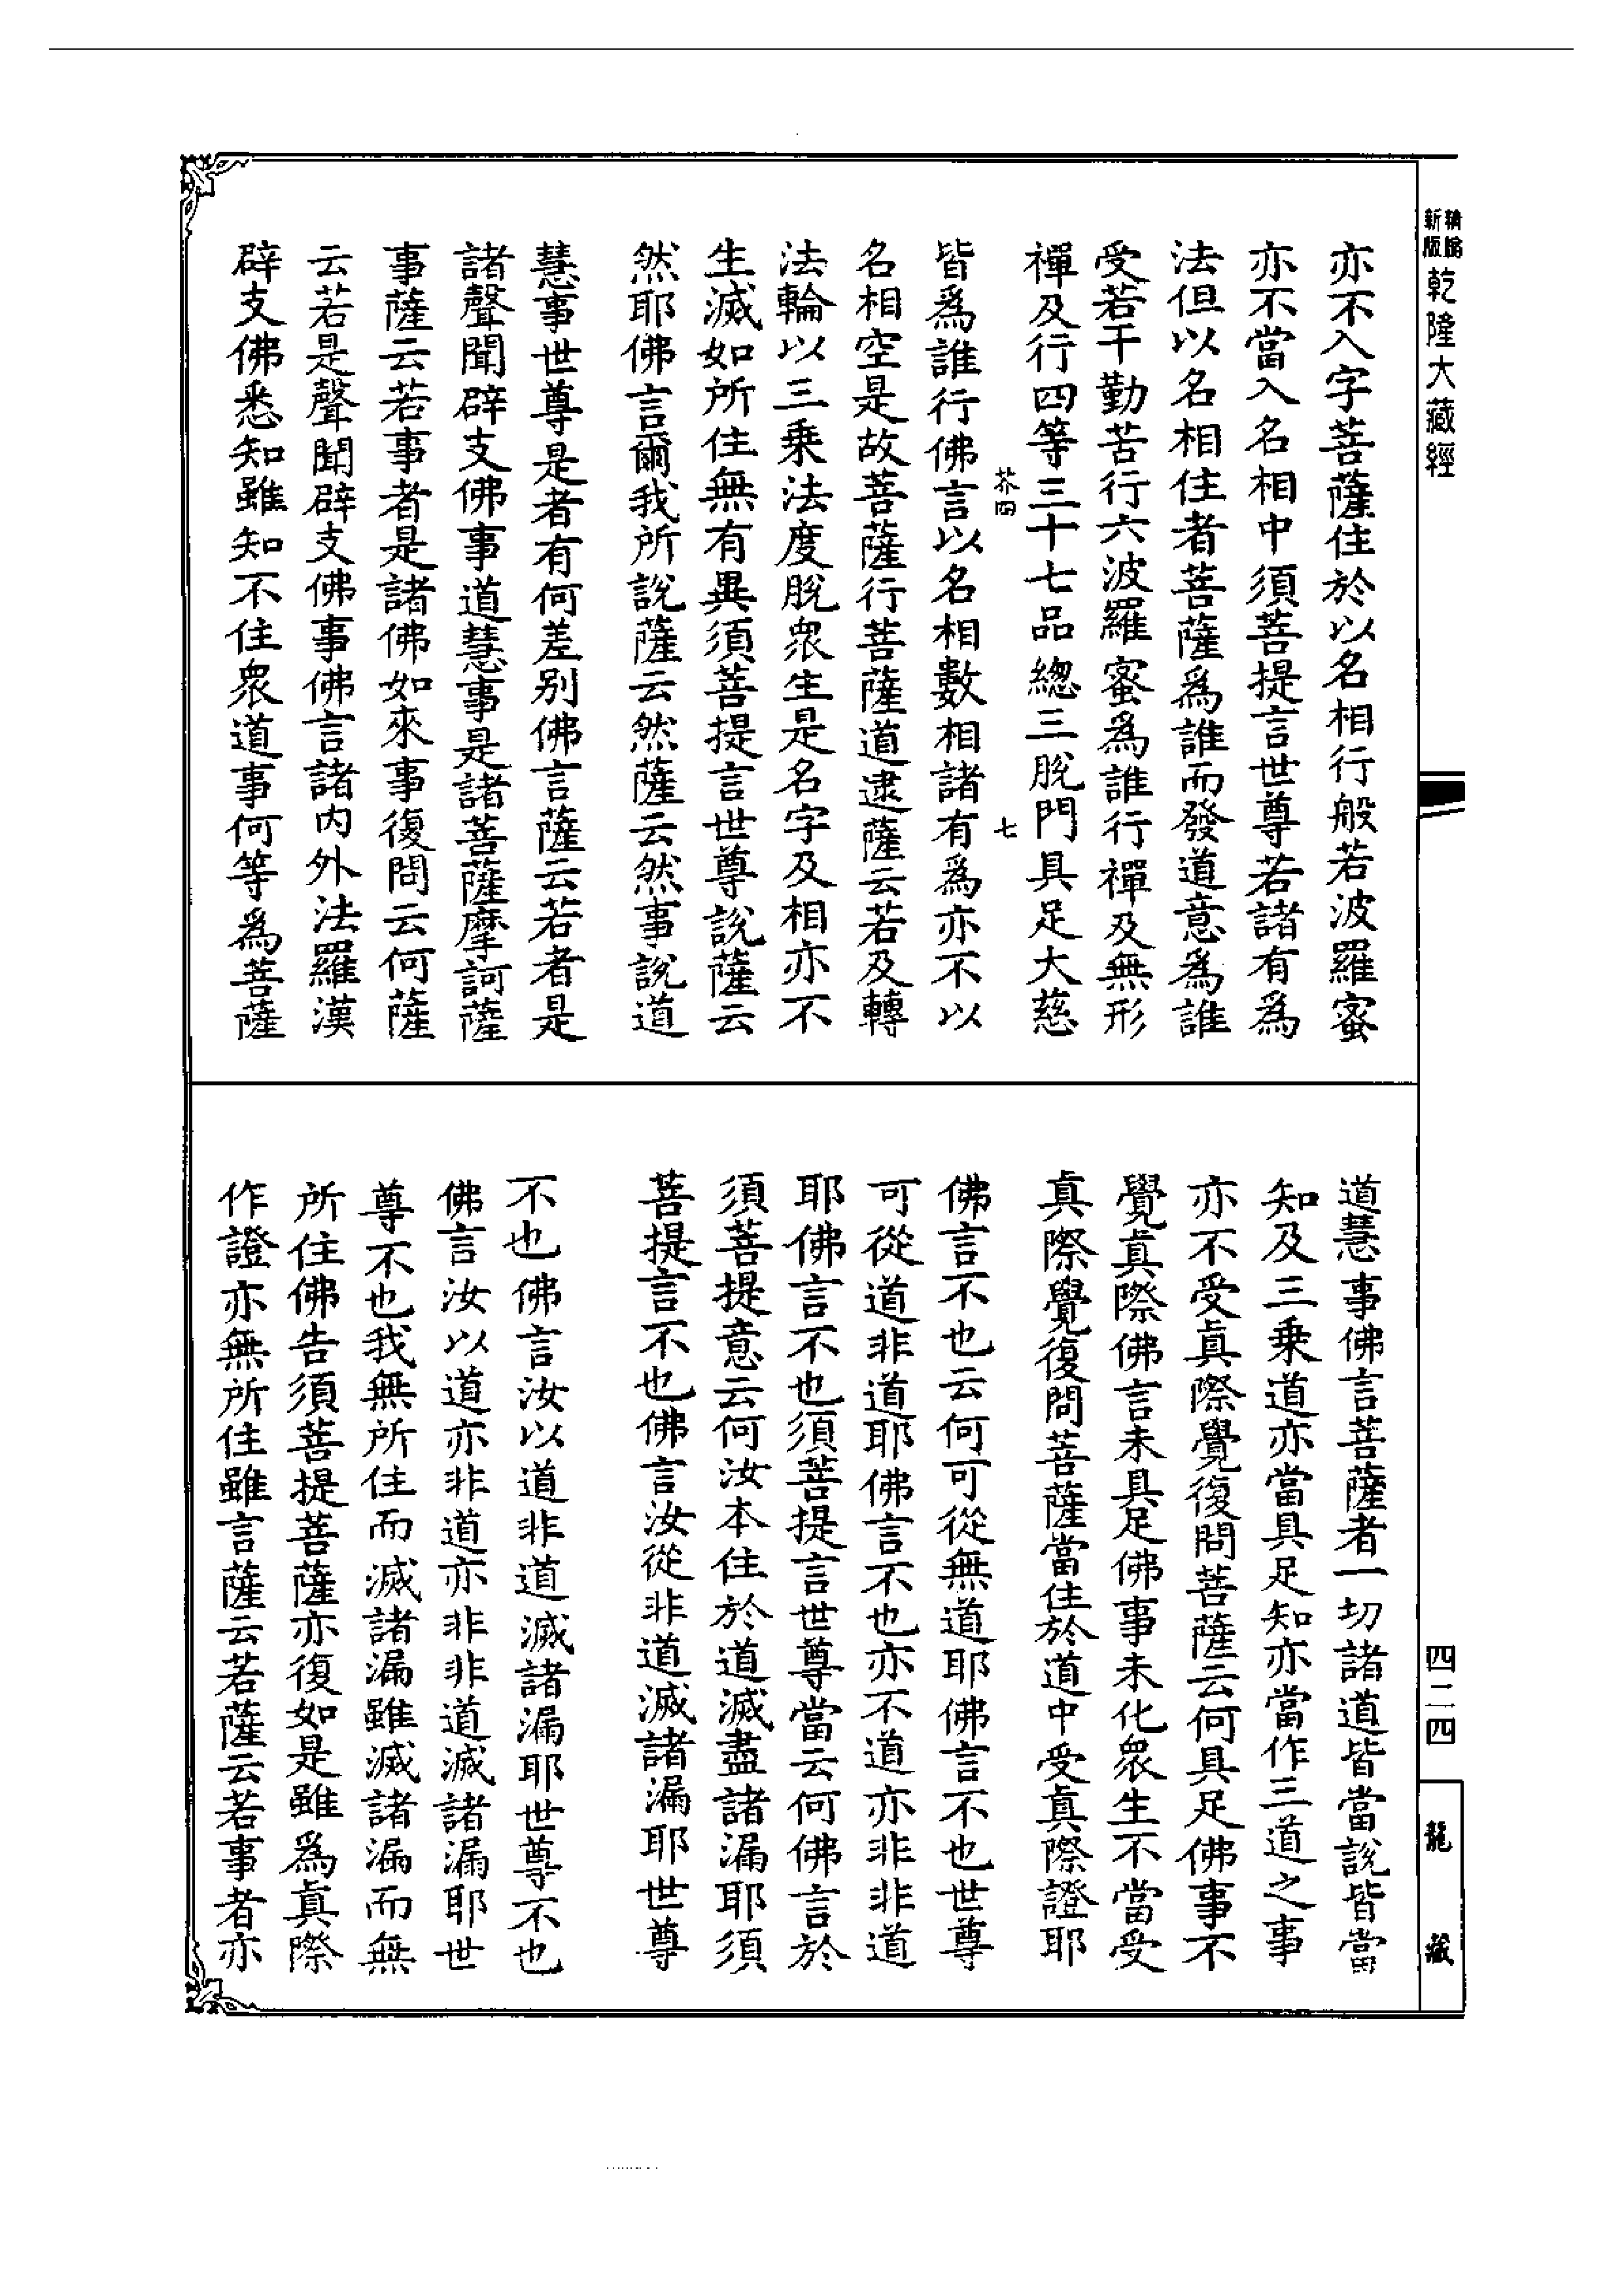 精縮
新版
乾隆大藏經
四二四
龍藏
亦不入字菩薩住於以名相行般若波羅蜜
亦不當入名相中須菩提言世尊若諸有為
法但以名相住者菩薩為誰而發道意為誰
受若干勤苦行六波羅蜜為誰行禪及無形
禪及行四等三十七品總三脫門具足大慈
芥四
七
皆為誰行佛言以名相數相諸有為亦不以
名相空是故菩薩行菩薩道逮薩云若及轉
法輪以三乘法度脫眾生是名字及相亦不
生滅如所住無有異須菩提言世尊說薩云
然耶佛言爾我所說薩云然薩云然事說道
慧事世尊是者有何差別佛言薩云若者是
諸聲聞辟支佛事道慧事是諸菩薩摩訶薩
事薩云若事者是諸佛如來事復問云何薩
云若是聲聞辟支佛事佛言諸內外法羅漢
辟支佛悉知雖知不住眾道事何等為菩薩
道慧事佛言菩薩者一切諸道皆當說皆當
知及三乘道亦當具足知亦當作三道之事
亦不受真際覺復問菩薩云何具足佛事不
覺真際佛言未具足佛事未化眾生不當受
真際覺復問菩薩當住於道中受真際證耶
佛言不也云何可從無道耶佛言不也世尊
可從道非道耶佛言不也亦不道亦非非道
耶佛言不也須菩提言世尊當云何佛言於
須菩提意云何汝本住於道滅盡諸漏耶須
菩提言不也佛言汝從非道滅諸漏耶世尊
不也佛言汝以道非道滅諸漏耶世尊不也
佛言汝以道亦非道亦非非道滅諸漏耶世
尊不也我無所住而滅諸漏雖滅諸漏而無
所住佛告須菩提菩薩亦復如是雖為真際
作證亦無所住雖言薩云若薩云若事者亦